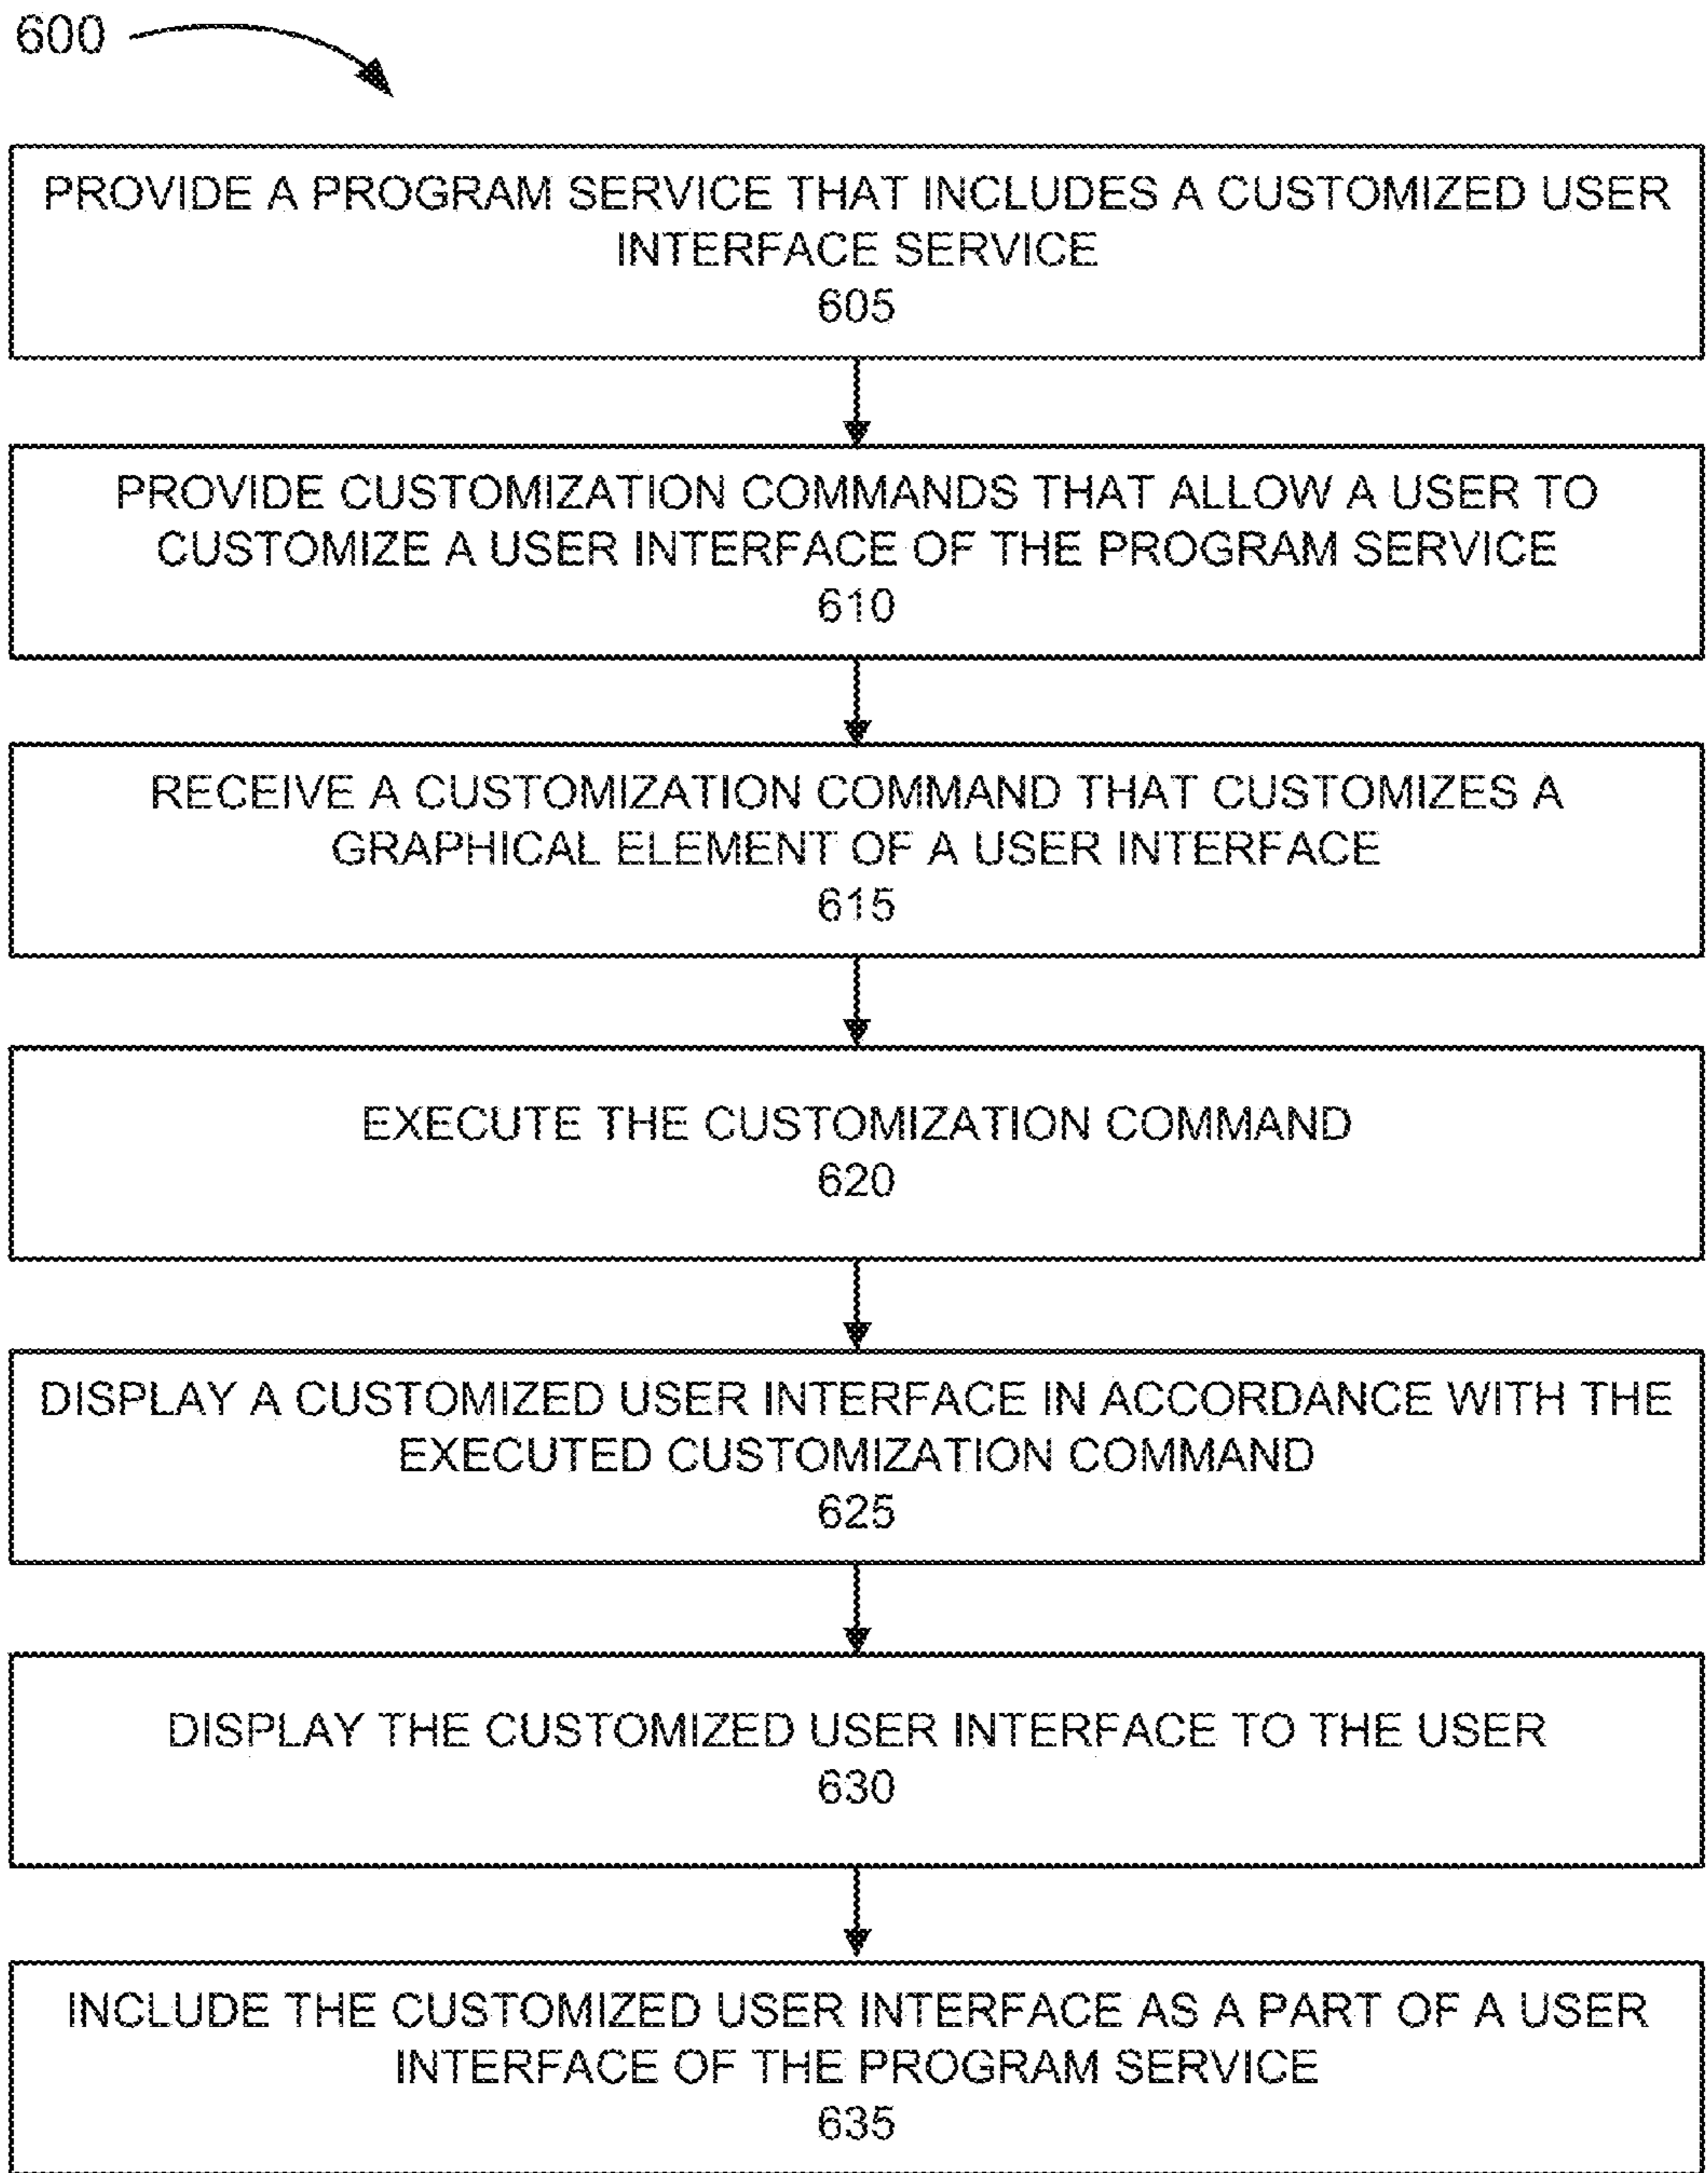 600
PROVIDE A PROGRAM SERVICE THAT INCLUDES A CUSTOMIZED USER
INTERFACE SERVICE
605
PROVIDE CUSTOMIZATION COMMANDS THAT ALLOW A USER TO
CUSTOMIZE A USER INTERFACE OF THE PROGRAM SERVICE
610
RECEIVE A CUSTOMIZATION COMMAND THAT CUSTOMIZES A
GRAPHICAL ELEMENT OF A USER INTERFACE
615
EXECUTE THE CUSTOMIZATION COMMAND
620
DISPLAY A CUSTOMIZED USER INTERFACE IN ACCORDANCE WITH THE
EXECUTED CUSTOMIZATION COMMAND
625
DISPLAY THE CUSTOMIZED USER INTERFACE TO THE USER
630
INCLUDE THE CUSTOMIZED USER INTERFACE AS A PART OF A USER
INTERFACE OF THE PROGRAM SERVICE
635